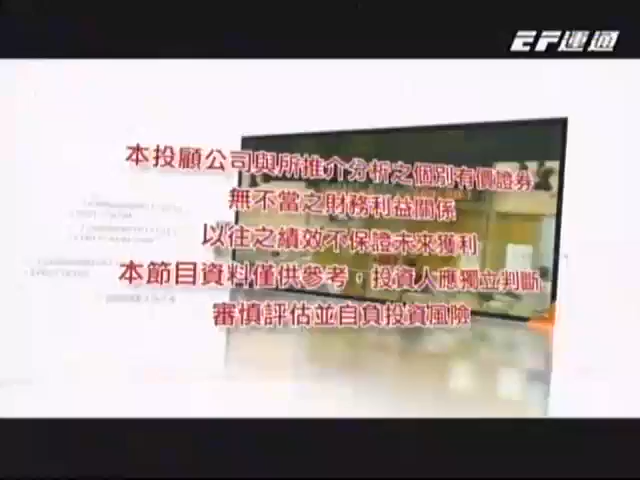 EF運通
本投顧公司與所推介分析之個別有價證券
無不當之財務利益關係
以往之績效不保證未來獲利
本節目資料僅供參考,投資人應獨立判斷
審慎評估並自負投資風險